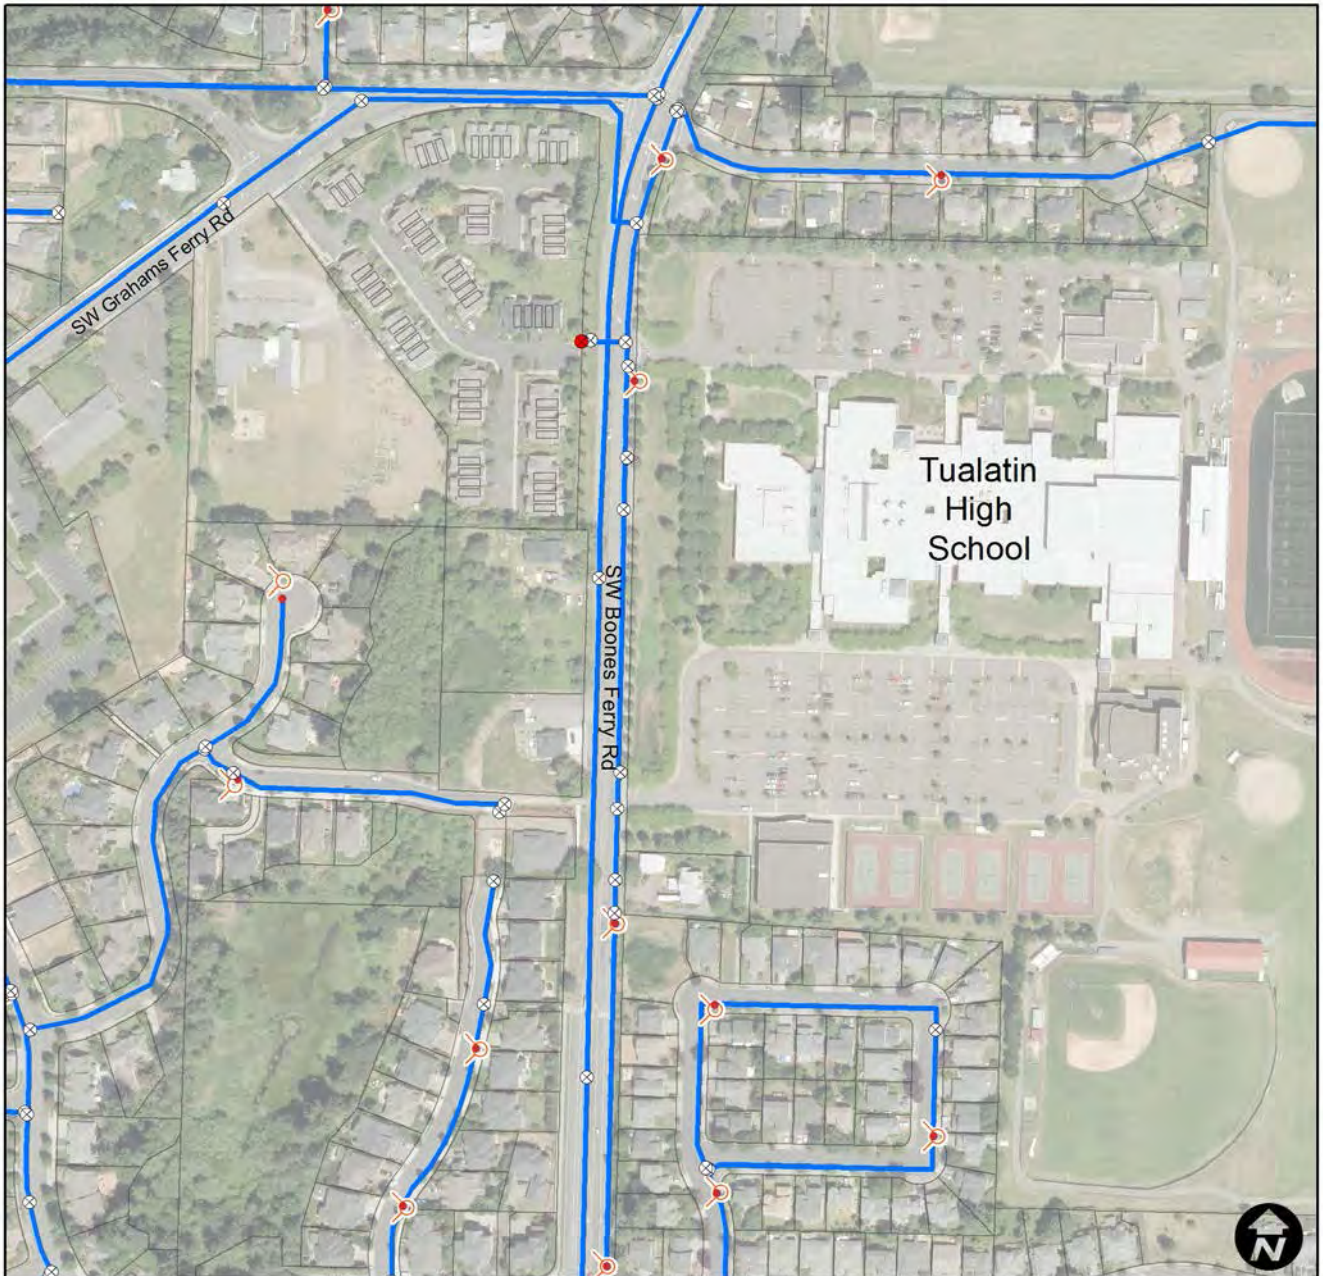 SW Grahams Ferry Rd
Tualatin
High
School
SW Boones Ferry Rd
N